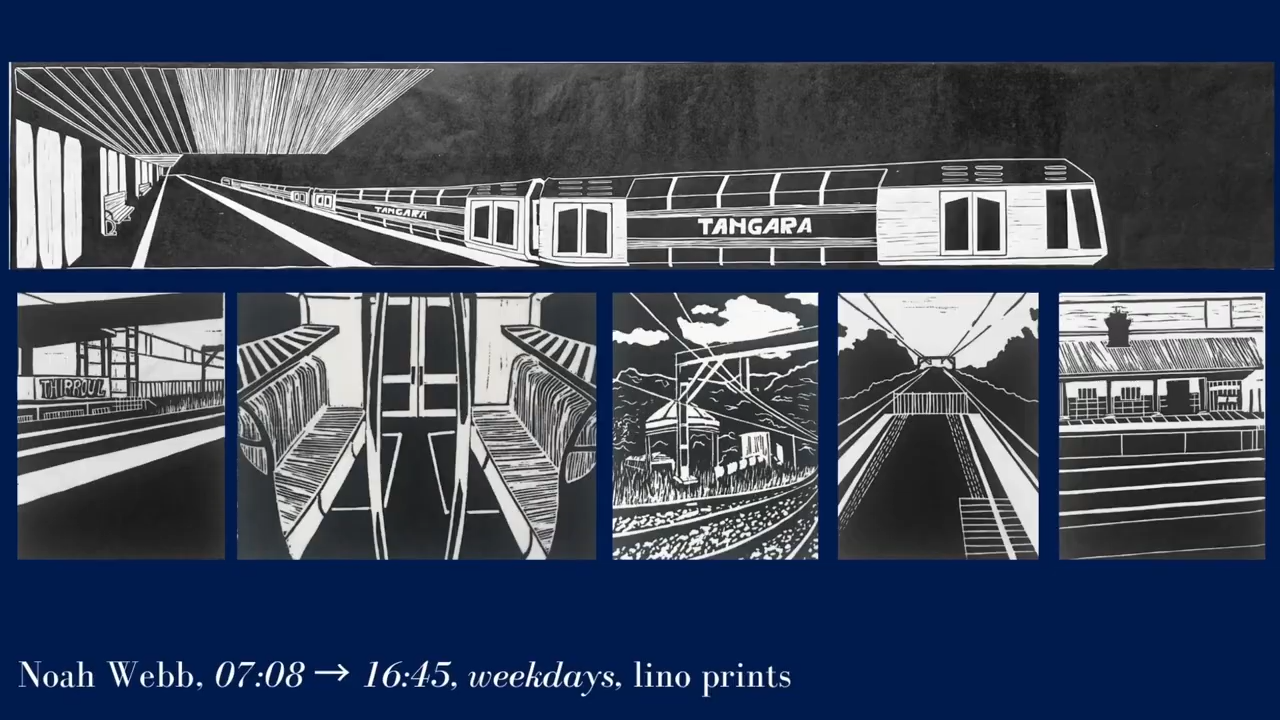 TANGARA
TANGARA
THIRROUL
Noah Webb, 07:08 → 16:45, weekdays, lino prints